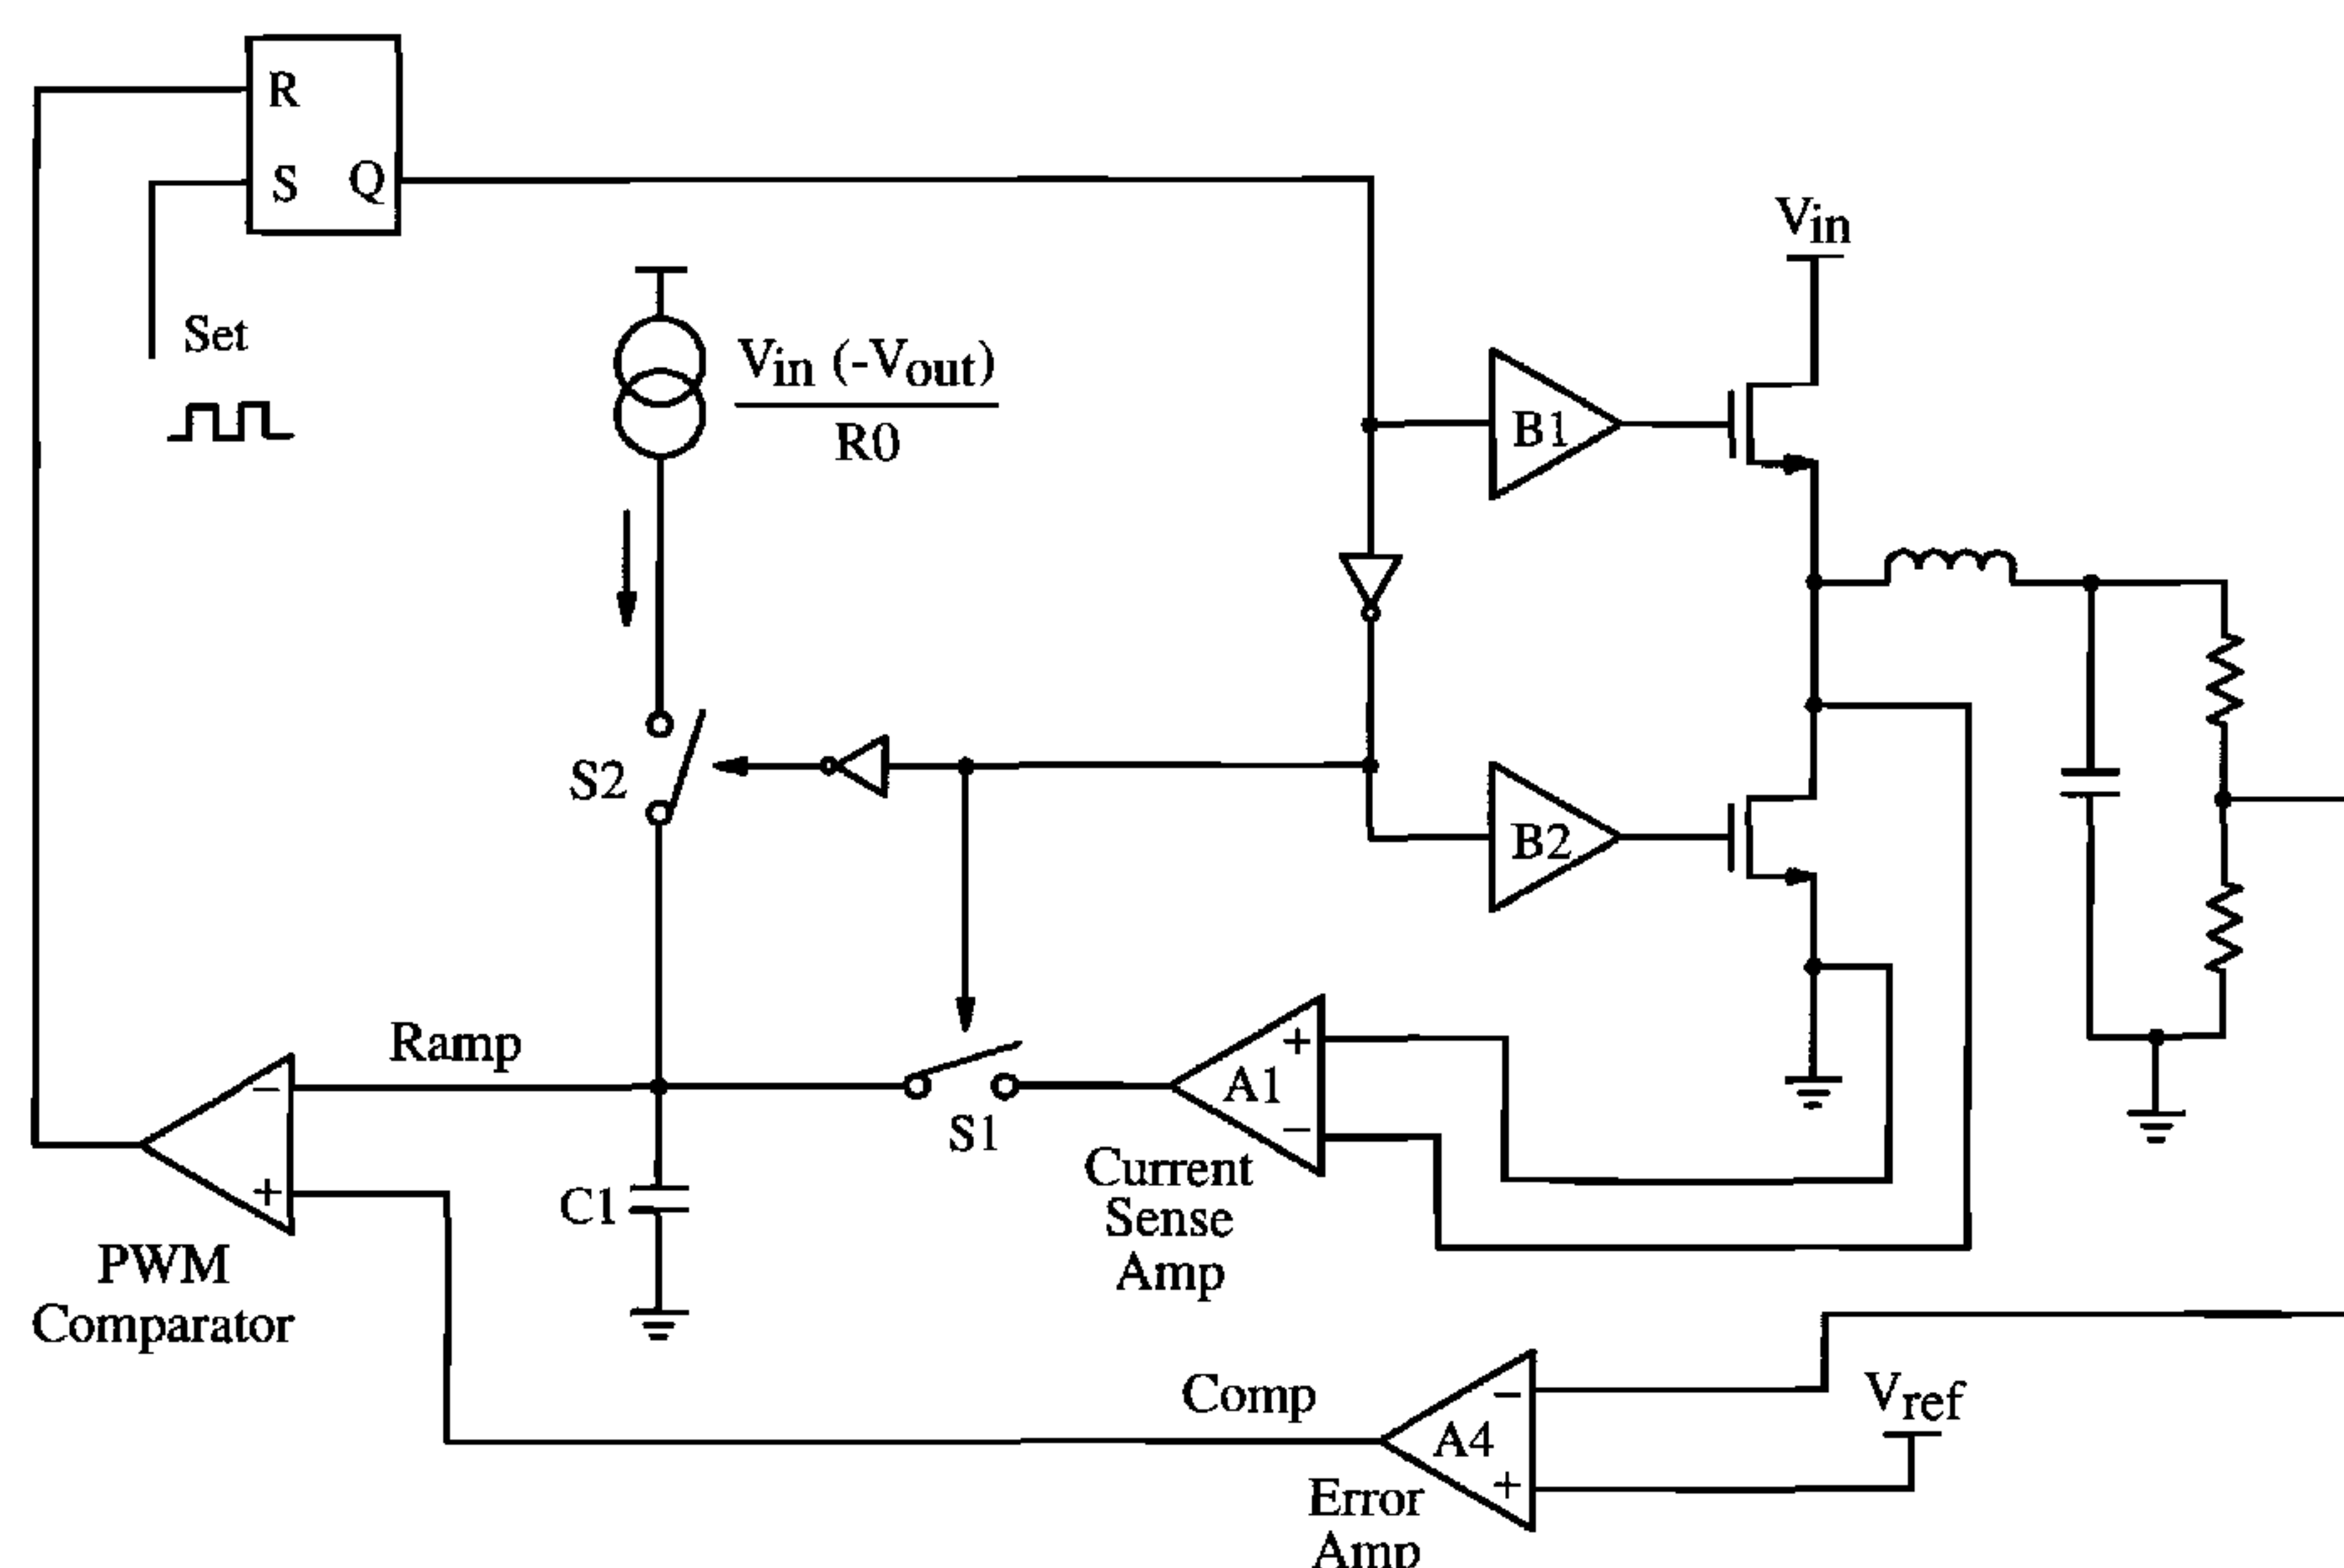 R
S Q
Set
Vin (-Vout)
R0
Vin
B1
S2
B2
Ramp
−
+
PWM
Comparator
C1
S1
+
A1
−
Current
Sense
Amp
Comp
−
A4
+
Error
Amp
Vref